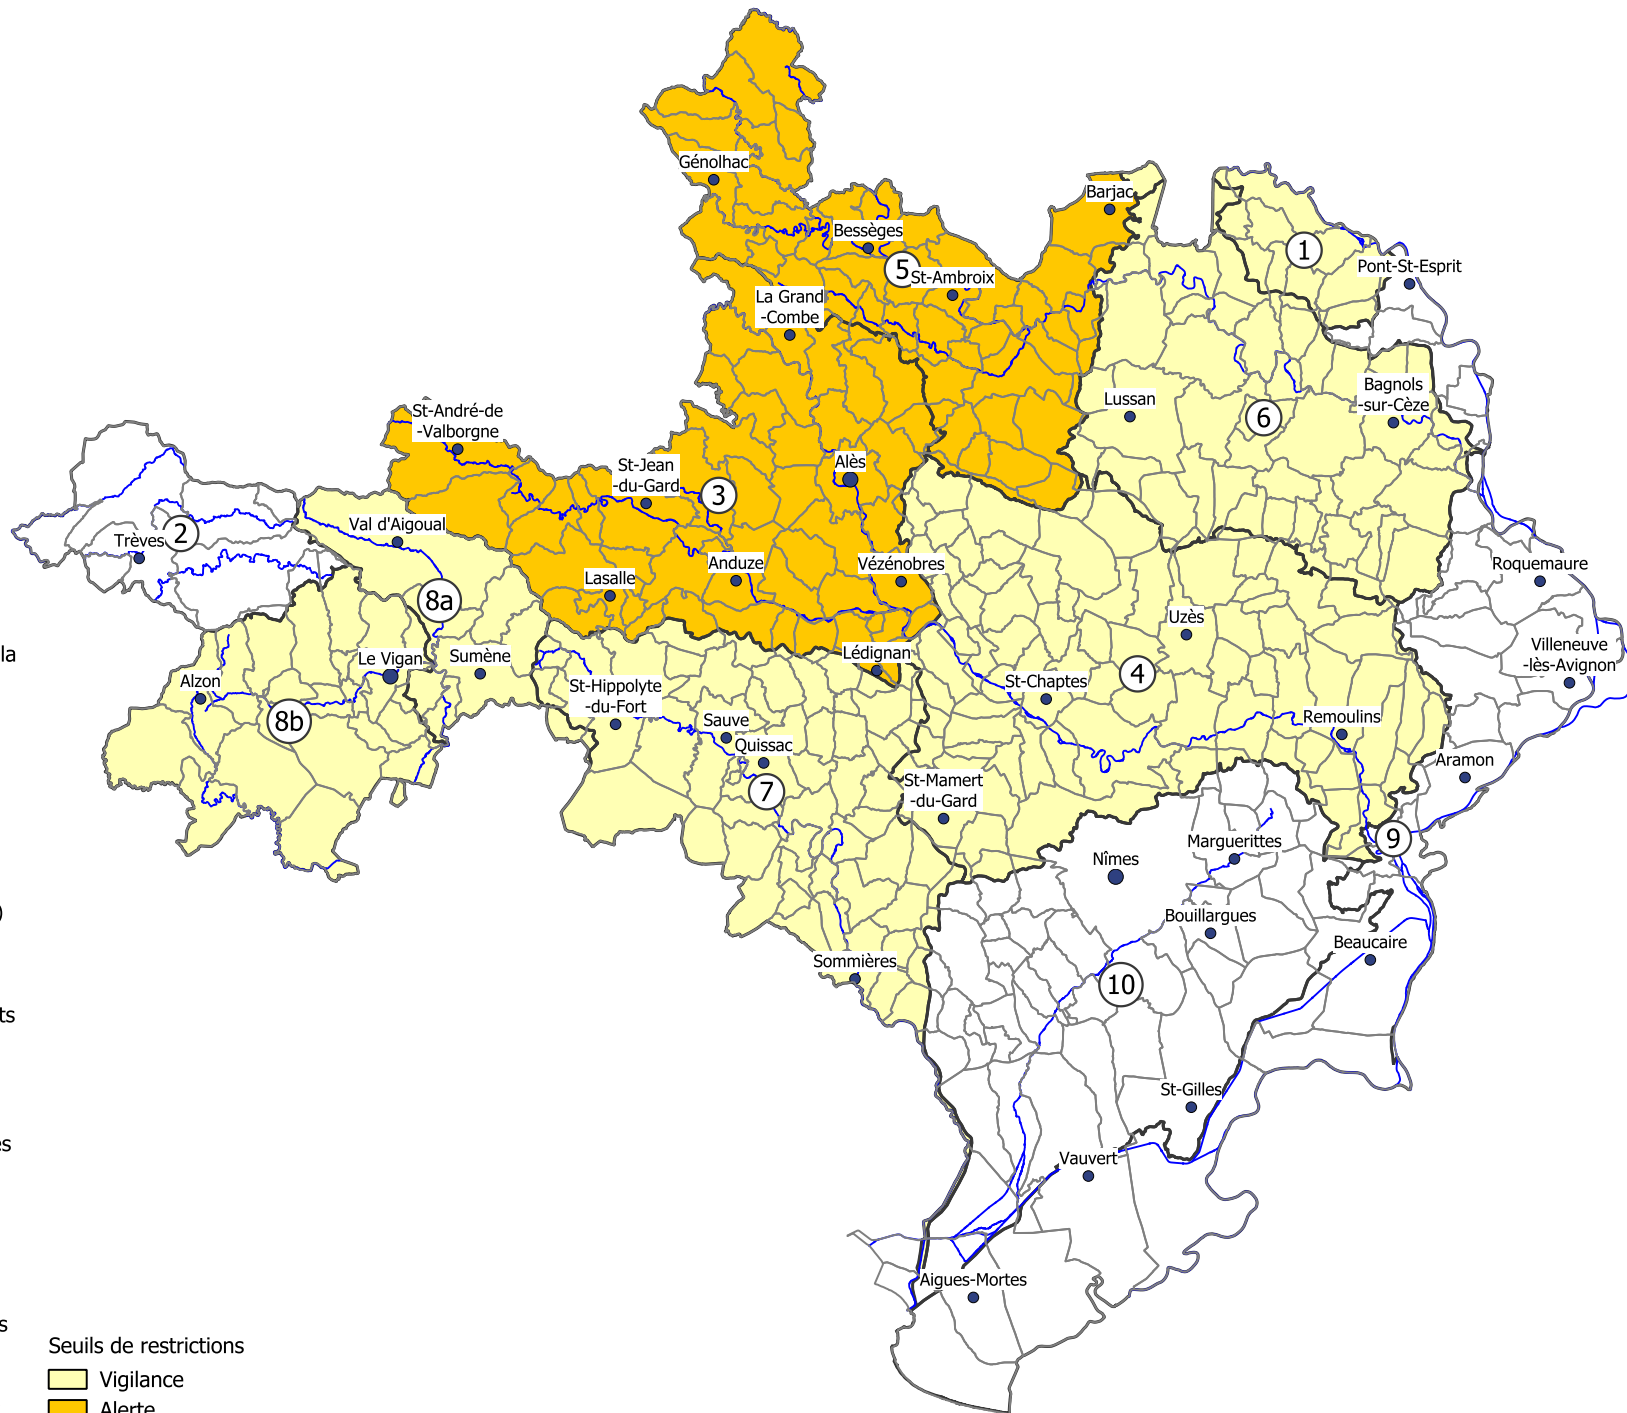 Génolhac
Barjac
Bessèges
1
5
St-Ambroix
Pont-St-Esprit
La Grand
-Combe
Lussan
Bagnols
-sur-Cèze
6
St-André-de
-Valborgne
Alès
St-Jean
-du-Gard
3
Val d'Aigoual
2
Trèves
Anduze
Vézénobres
Roquemaure
Lasalle
8a
Uzès
Villeneuve
-lès-Avignon
la
Le Vigan
Sumène
Lédignan
Alzon
St-Chaptes
4
St-Hippolyte
-du-Fort
8b
Sauve
Remoulins
Quissac
Aramon
St-Mamert
-du-Gard
7
Marguerittes
9
Nîmes
)
Bouillargues
Beaucaire
Sommières
10
ts
St-Gilles
es
Vauvert
Aigues-Mortes
s
Seuils de restrictions
Vigilance
Alerte